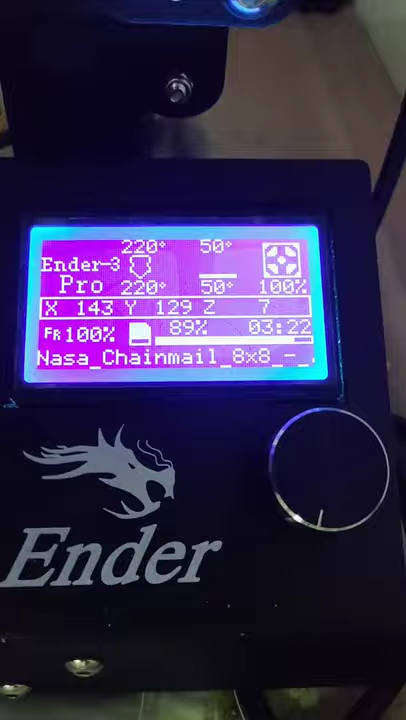 220° 50°
Ender-3
Pro 220° 50° 100%
X 143 Y 129 Z 7
FR 100% 89% 03:22
Nasa_Chainmail_8x8_-_.
Ender